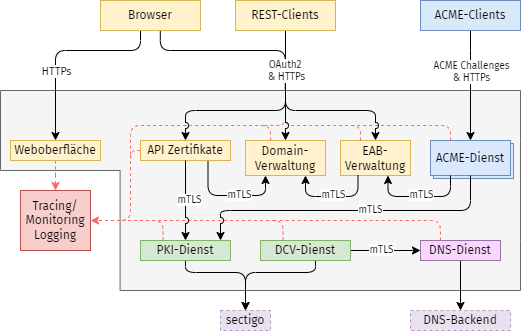 Browser
REST-Clients
ACME-Clients
HTTPs
OAuth2
& HTTPs
ACME Challenges
& HTTPs
Weboberfläche
API Zertifikate
Domain-
Verwaltung
EAB-
Verwaltung
ACME-Dienst
mTLS
mTLS
mTLS
mTLS
mTLS
Tracing/
Monitoring
Logging
PKI-Dienst
DCV-Dienst
mTLS
DNS-Dienst
sectigo
DNS-Backend